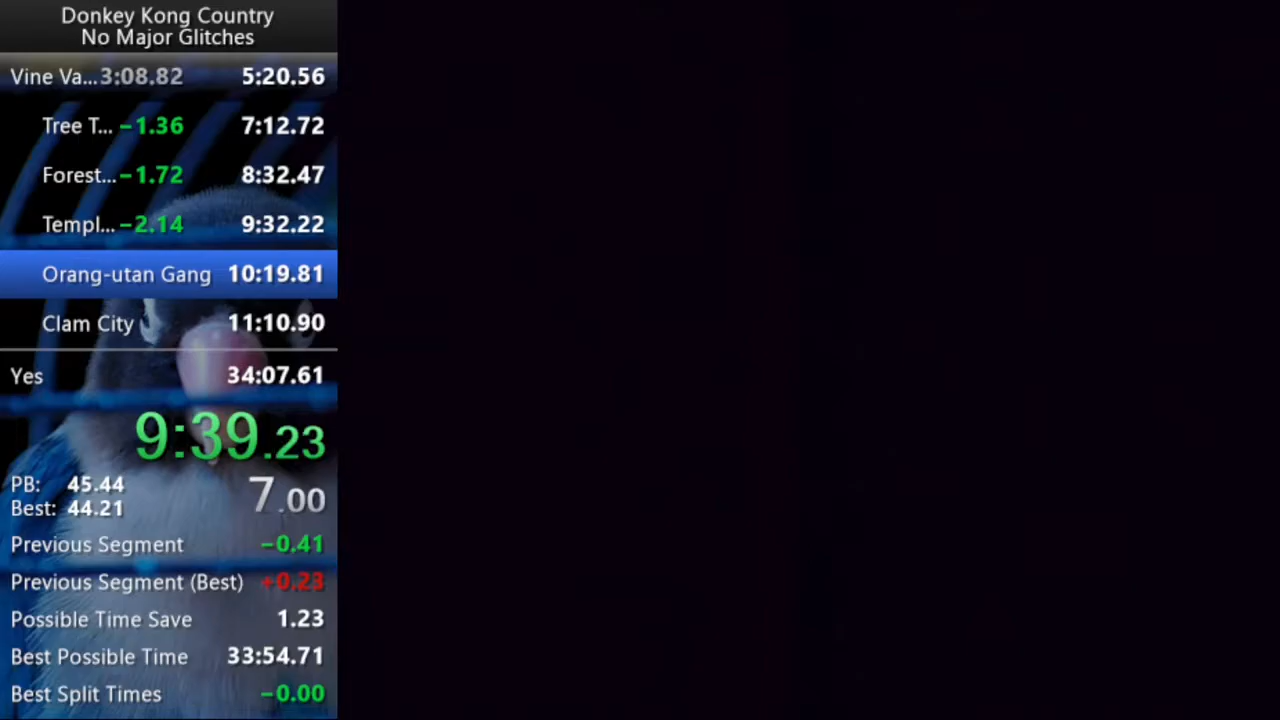 Donkey Kong Country
No Major Glitches
Vine Va... 3:08.82 5:20.56
Tree T... -1.36 7:12.72
Forest... -1.72 8:32.47
Templ... -2.14 9:32.22
Orang-utan Gang 10:19.81
Clam City 11:10.90
Yes 34:07.61
9:39.23
PB: 45.44 7.00
Best: 44.21
Previous Segment -0.41
Previous Segment (Best) +0.23
Possible Time Save 1.23
Best Possible Time 33:54.71
Best Split Times -0.00